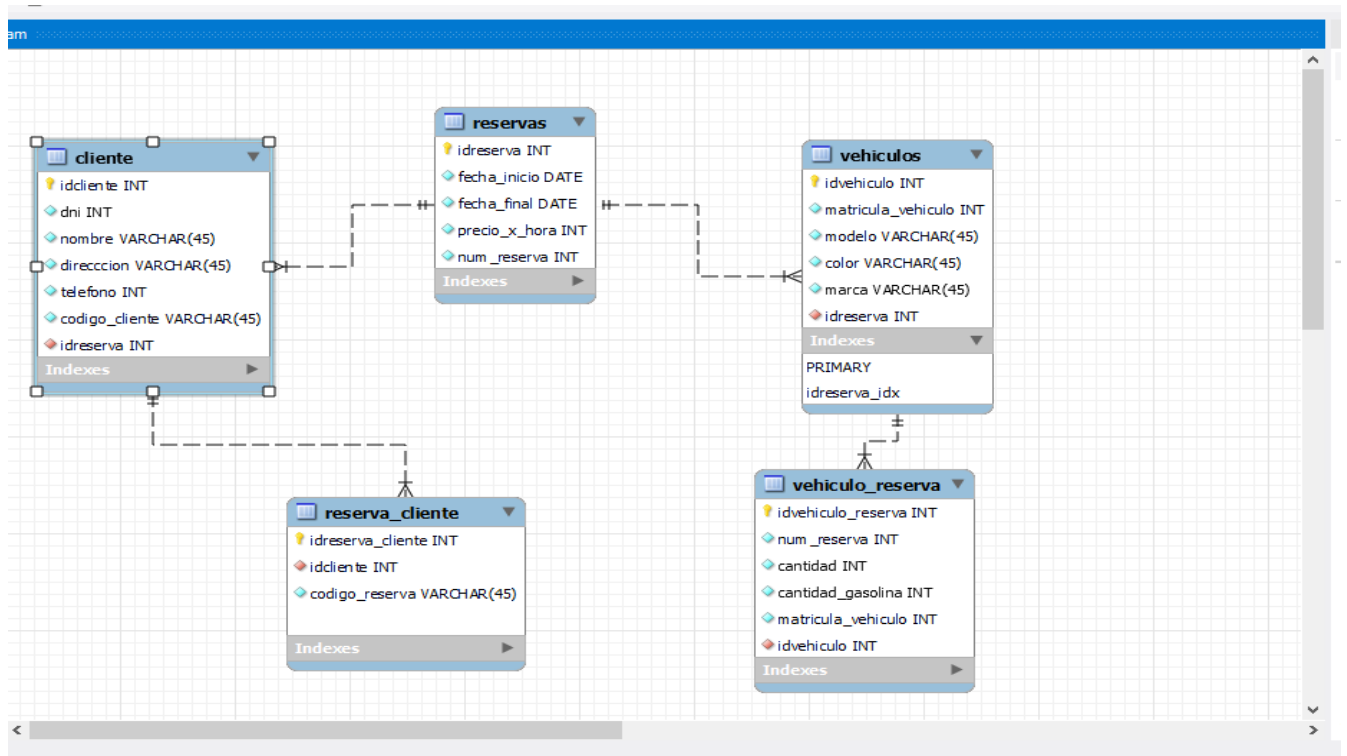 am
cliente
idcliente INT
dni INT
nombre VARCHAR(45)
direcccion VARCHAR(45)
telefono INT
codigo_cliente VARCHAR(45)
idreserva INT
Indexes
reservas
idreserva INT
fecha_inicio DATE
fecha_final DATE
precio_x_hora INT
num_reserva INT
Indexes
vehiculos
idvehiculo INT
matricula_vehiculo INT
modelo VARCHAR(45)
color VARCHAR(45)
marca VARCHAR(45)
idreserva INT
Indexes
PRIMARY
idreserva_idx
reserva_cliente
idreserva_cliente INT
idcliente INT
codigo_reserva VARCHAR(45)
Indexes
vehiculo_reserva
idvehiculo_reserva INT
num_reserva INT
cantidad INT
cantidad_gasolina INT
matricula_vehiculo INT
idvehiculo INT
Indexes